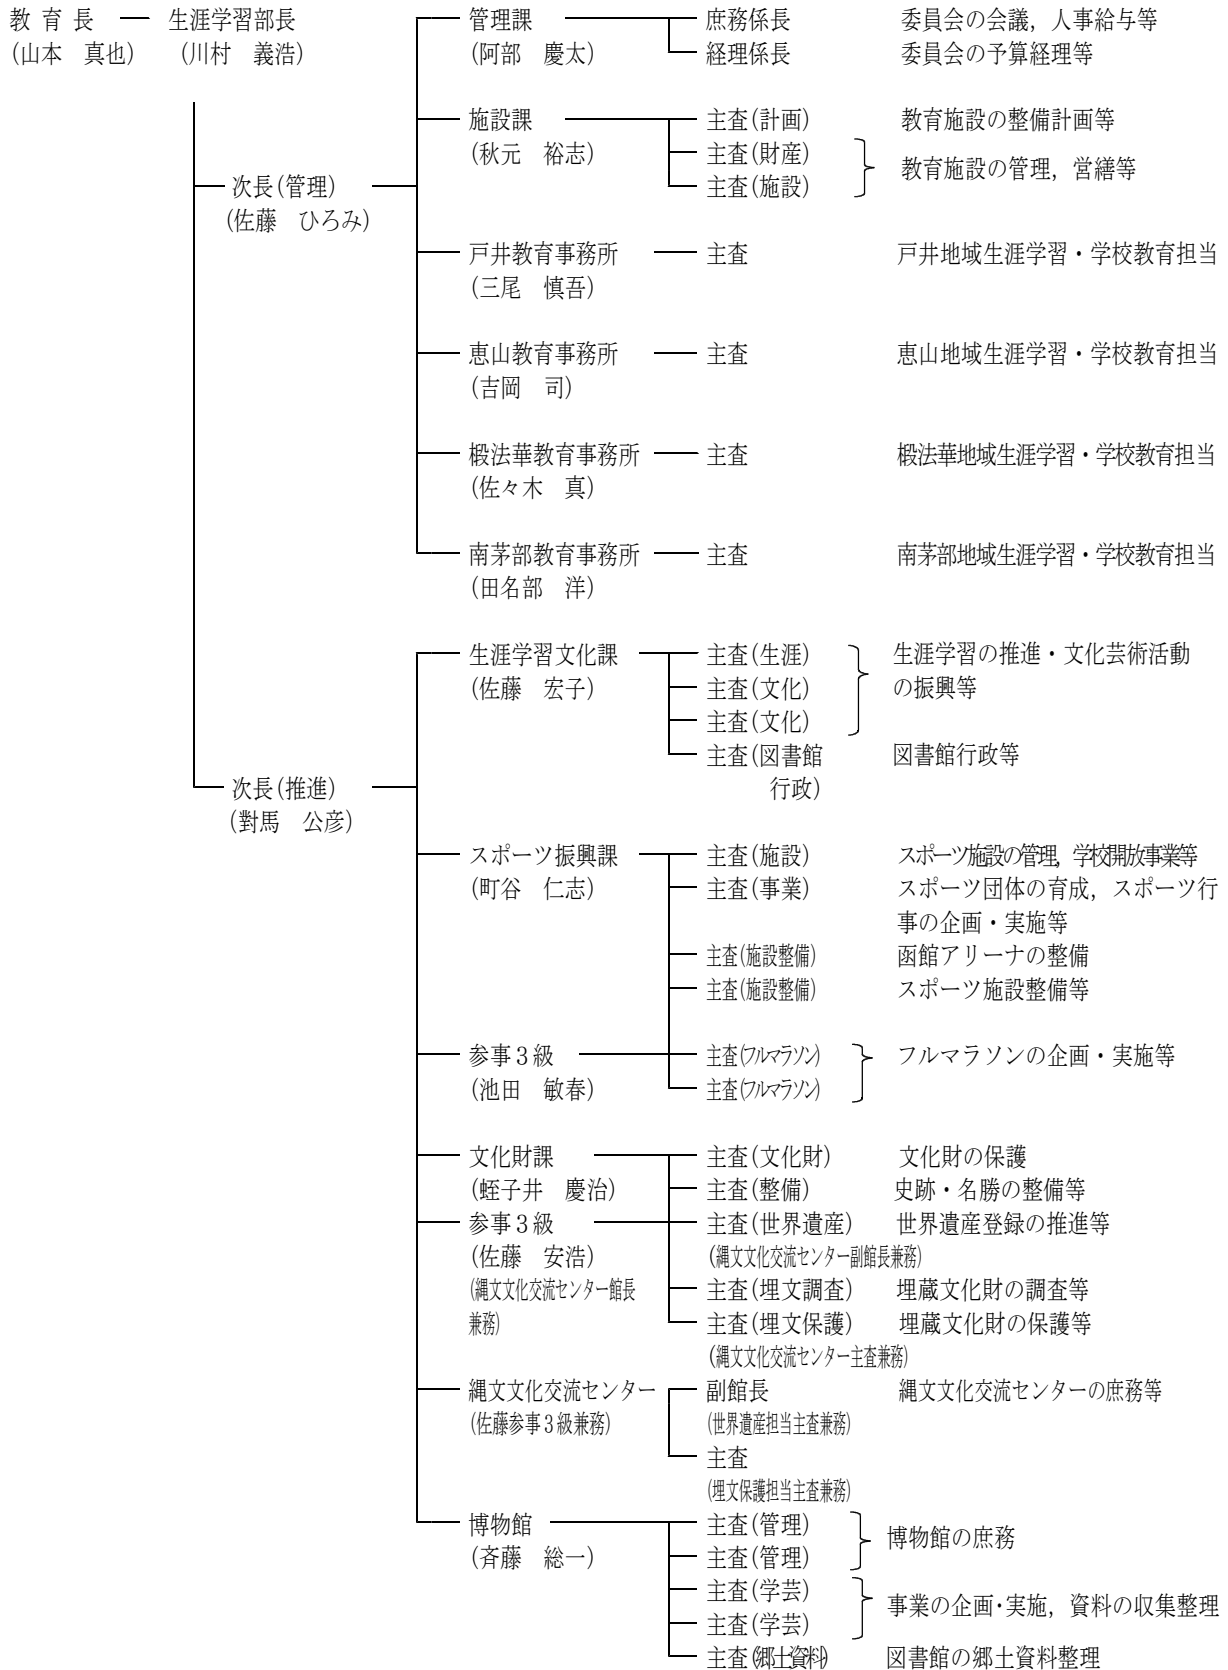 教 育 長 生涯学習部長 管理課 庶務係長 委員会の会議，人事給与等
(山本 真也) (川村 義浩) (阿部 慶太) 経理係長 委員会の予算経理等
施設課 主査(計画) 教育施設の整備計画等
(秋元 裕志) 主査(財産)
教育施設の管理，営繕等
次長(管理) 主査(施設)
(佐藤 ひろみ)
戸井教育事務所 主査 戸井地域生涯学習・学校教育担当
(三尾 慎吾)
恵山教育事務所 主査 恵山地域生涯学習・学校教育担当
(吉岡 司)
椴法華教育事務所 主査 椴法華地域生涯学習・学校教育担当
(佐々木 真)
南茅部教育事務所 主査 南茅部地域生涯学習・学校教育担当
(田名部 洋)
生涯学習文化課 主査(生涯) 生涯学習の推進・文化芸術活動
(佐藤 宏子) 主査(文化) の振興等
主査(文化)
主査(図書館 図書館行政等
次長(推進) 行政)
(對馬 公彦)
スポーツ振興課 主査(施設) スポーツ施設の管理，学校開放事業等
(町谷 仁志) 主査(事業) スポーツ団体の育成，スポーツ行
事の企画・実施等
主査(施設整備) 函館アリーナの整備
主査(施設整備) スポーツ施設整備等
参事３級 主査(フルマラソン) フルマラソンの企画・実施等
(池田 敏春) 主査(フルマラソン)
文化財課 主査(文化財) 文化財の保護
(蛭子井 慶治) 主査(整備) 史跡・名勝の整備等
参事３級 主査(世界遺産) 世界遺産登録の推進等
(佐藤 安浩) (縄文文化交流センター副館長兼務)
(縄文文化交流センター館長 主査(埋文調査) 埋蔵文化財の調査等
兼務) 主査(埋文保護) 埋蔵文化財の保護等
(縄文文化交流センター主査兼務)
縄文文化交流センター 副館長 縄文文化交流センターの庶務等
(佐藤参事３級兼務) (世界遺産担当主査兼務)
主査
(埋文保護担当主査兼務)
博物館 主査(管理)
博物館の庶務
(斉藤 総一) 主査(管理)
主査(学芸)
事業の企画・実施，資料の収集整理
主査(学芸)
主査(郷土資料) 図書館の郷土資料整理